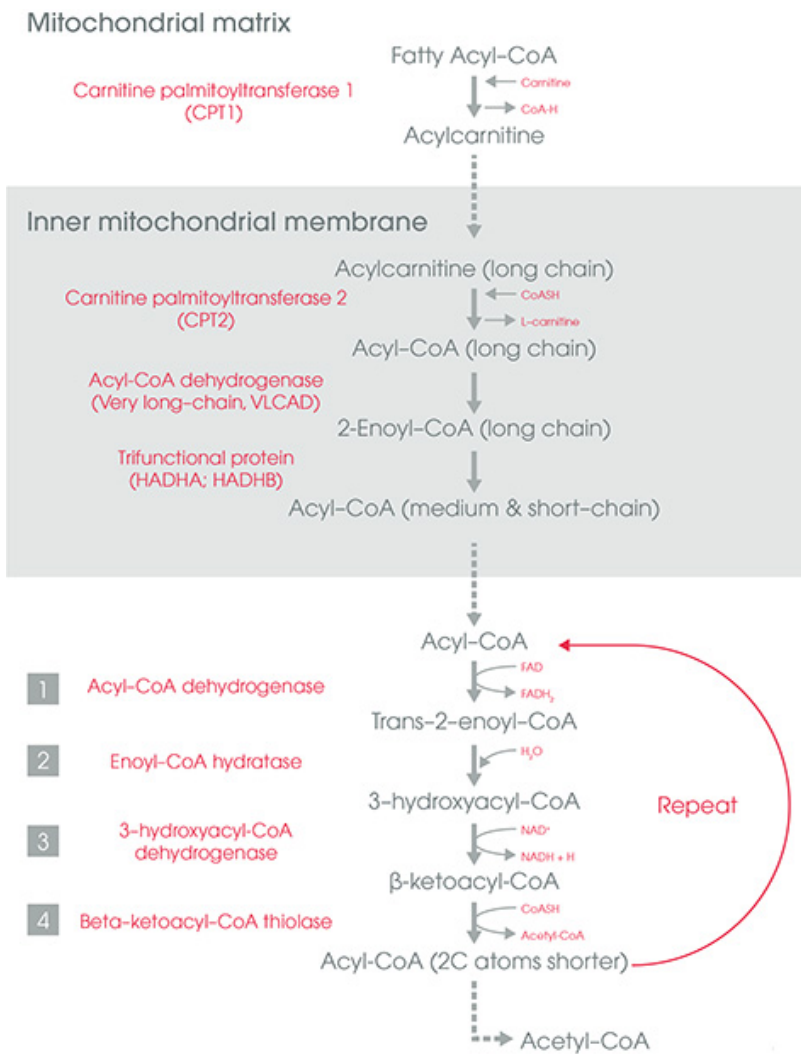 Mitochondrial matrix
Fatty Acyl-CoA
Carnitine palmitoyltransferase 1
(CPT1)
Carnitine
CoA-H
Acylcarnitine
Inner mitochondrial membrane
Acylcarnitine (long chain)
Carnitine palmitoyltransferase 2
(CPT2)
CoASH
L-carnitine
Acyl-CoA (long chain)
Acyl-CoA dehydrogenase
(Very long-chain, VLCAD)
2-Enoyl-CoA (long chain)
Trifunctional protein
(HADHA; HADHB)
Acyl-CoA (medium & short-chain)
Acyl-CoA
1
Acyl-CoA dehydrogenase
FAD
FADH₂
Trans-2-enoyl-CoA
2
Enoyl-CoA hydratase
H₂O
3-hydroxyacyl-CoA
Repeat
3
3-hydroxyacyl-CoA
dehydrogenase
NAD⁺
NADH + H
β-ketoacyl-CoA
4
Beta-ketoacyl-CoA thiolase
CoASH
Acetyl-CoA
Acyl-CoA (2C atoms shorter)
Acetyl-CoA